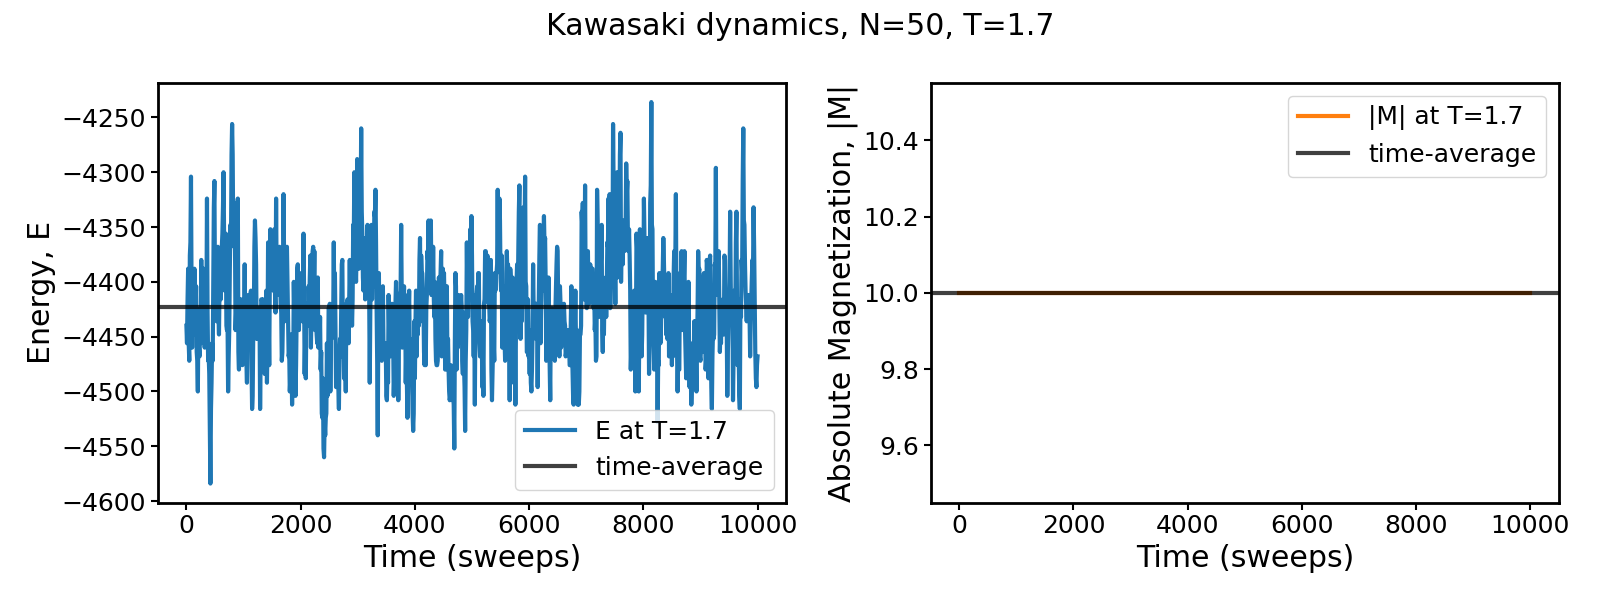 Kawasaki dynamics, N=50, T=1.7
Energy, E
−4250
−4300
−4350
−4400
−4450
−4500
−4550
−4600
E at T=1.7
time-average
0
2000
4000
6000
8000
10000
Time (sweeps)
Absolute Magnetization, |M|
10.4
10.2
10.0
9.8
9.6
|M| at T=1.7
time-average
0
2000
4000
6000
8000
10000
Time (sweeps)